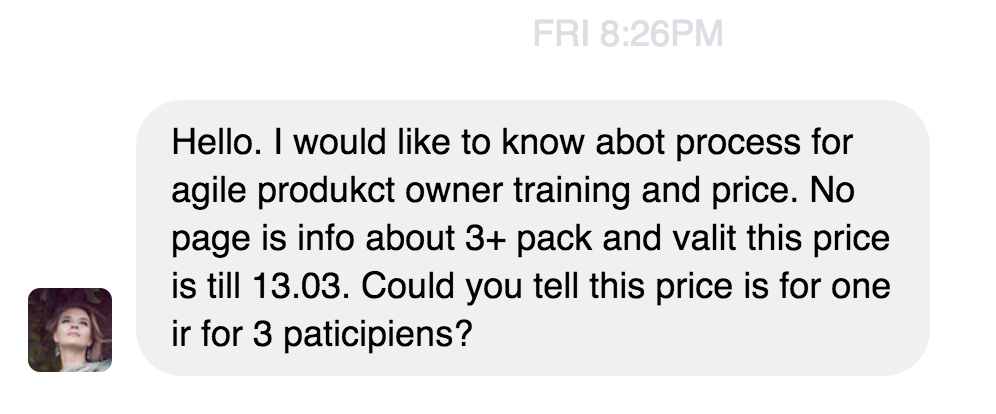 FRI 8:26PM
Hello. I would like to know abot process for
agile produkct owner training and price. No
page is info about 3+ pack and valit this price
is till 13.03. Could you tell this price is for one
ir for 3 paticipiens?